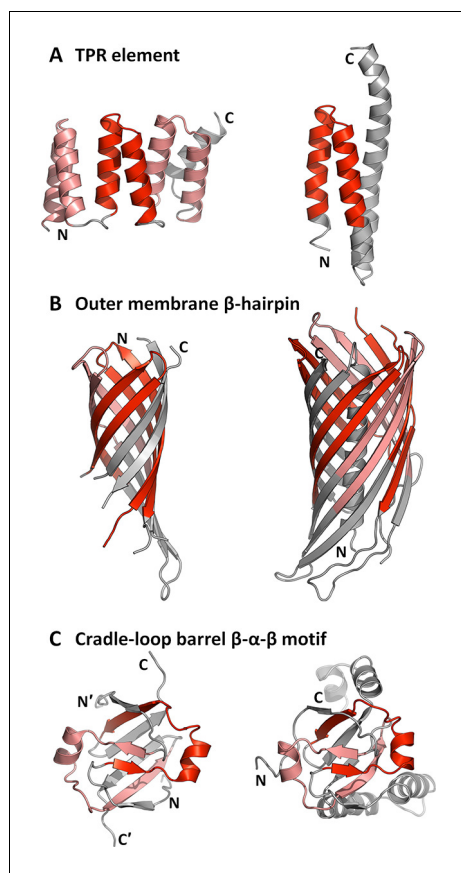 A TPR element
C
C
N
N
B Outer membrane β-hairpin
N
C
C
N
C Cradle-loop barrel β-α-β motif
C
N′
C
N
N
C′